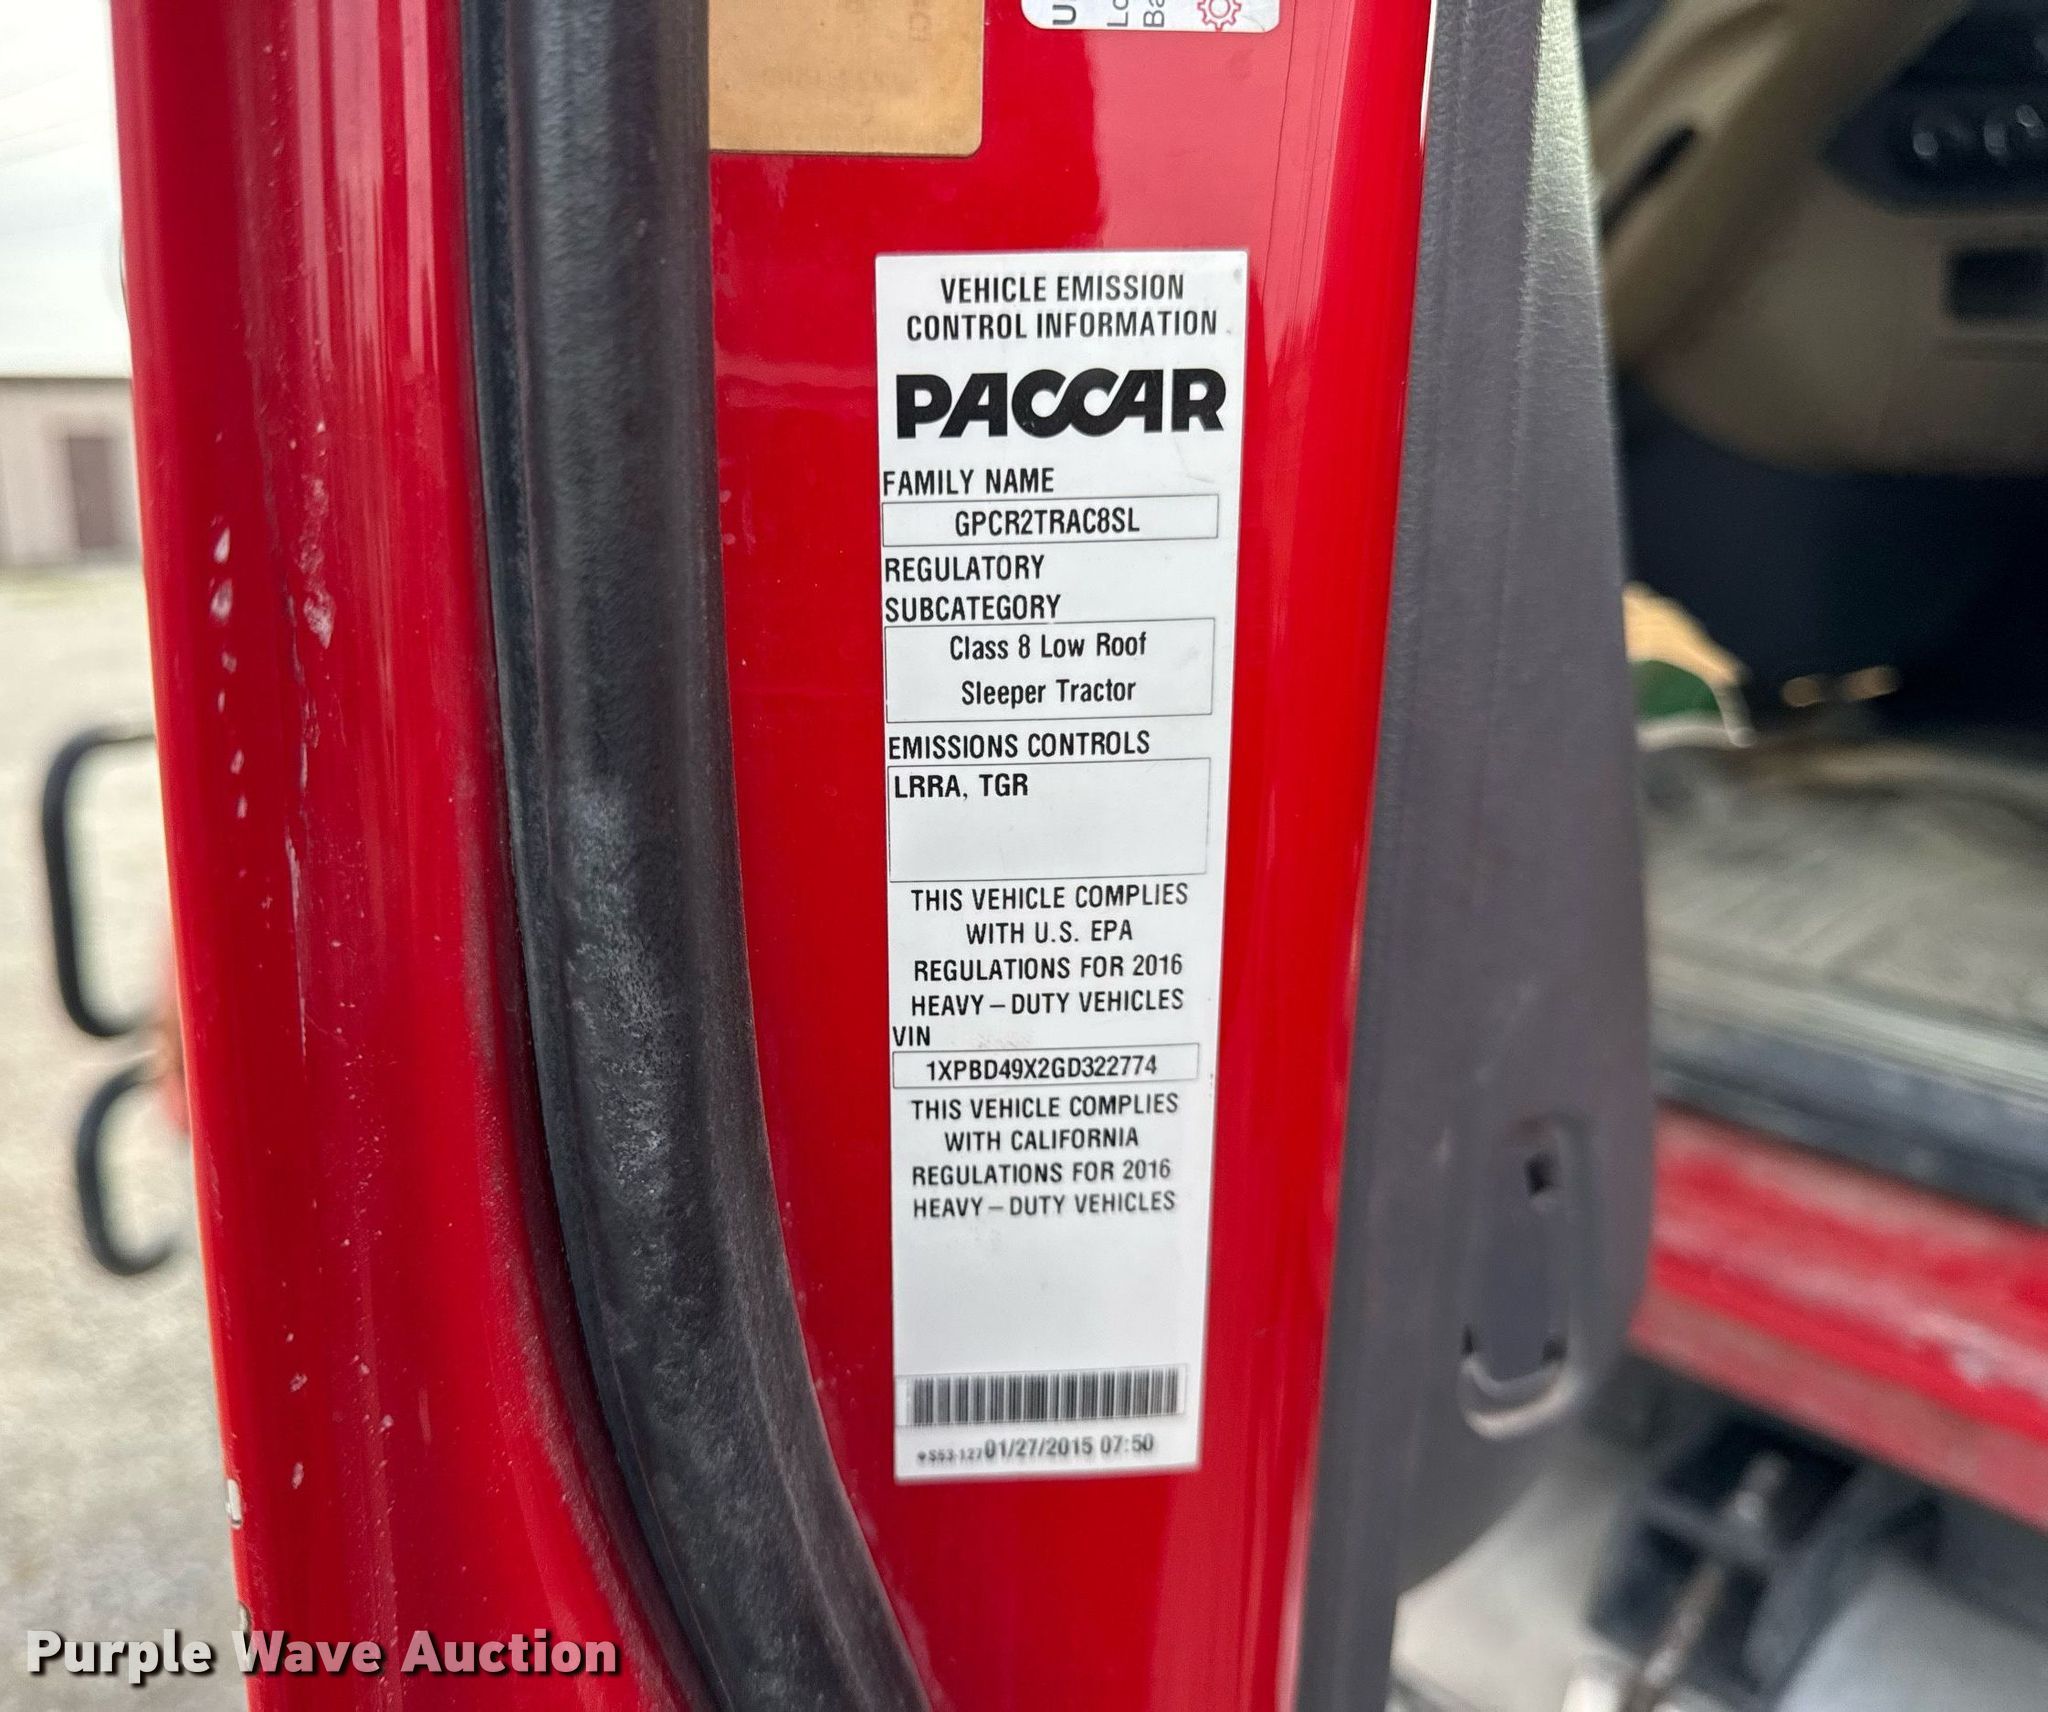 VEHICLE EMISSION
CONTROL INFORMATION
PACCAR
FAMILY NAME
GPCR2TRAC8SL
REGULATORY
SUBCATEGORY
Class 8 Low Roof
Sleeper Tractor
EMISSIONS CONTROLS
LRRA, TGR
THIS VEHICLE COMPLIES
WITH U.S. EPA
REGULATIONS FOR 2016
HEAVY – DUTY VEHICLES
VIN
1XPBD49X2GD322774
THIS VEHICLE COMPLIES
WITH CALIFORNIA
REGULATIONS FOR 2016
HEAVY – DUTY VEHICLES
S53-127 01/27/2015 07:50
Purple Wave Auction